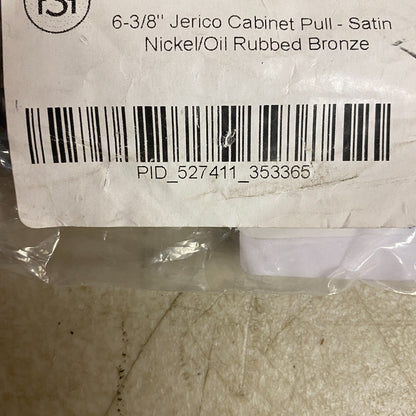 6-3/8" Jerico Cabinet Pull - Satin
Nickel/Oil Rubbed Bronze
PID_527411_353365